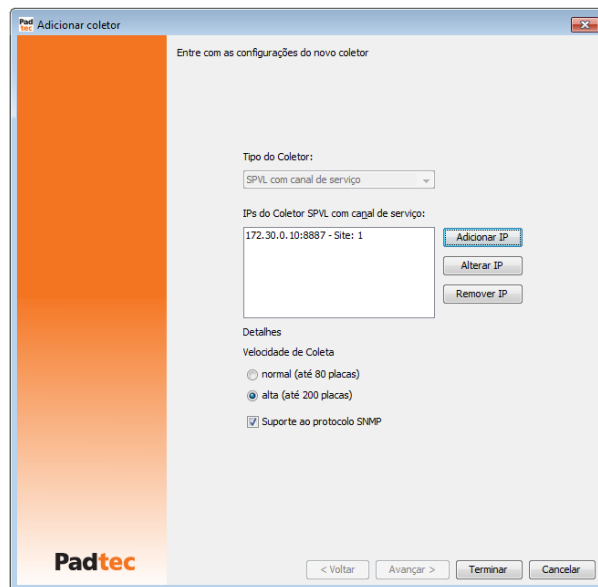 Pad
tec
Adicionar coletor
Entre com as configurações do novo coletor
Tipo do Coletor:
SPVL com canal de serviço
IPs do Coletor SPVL com canal de serviço:
172.30.0.10:8887 - Site: 1
Adicionar IP
Alterar IP
Remover IP
Detalhes
Velocidade de Coleta
normal (até 80 placas)
alta (até 200 placas)
Suporte ao protocolo SNMP
Padtec
< Voltar
Avançar >
Terminar
Cancelar